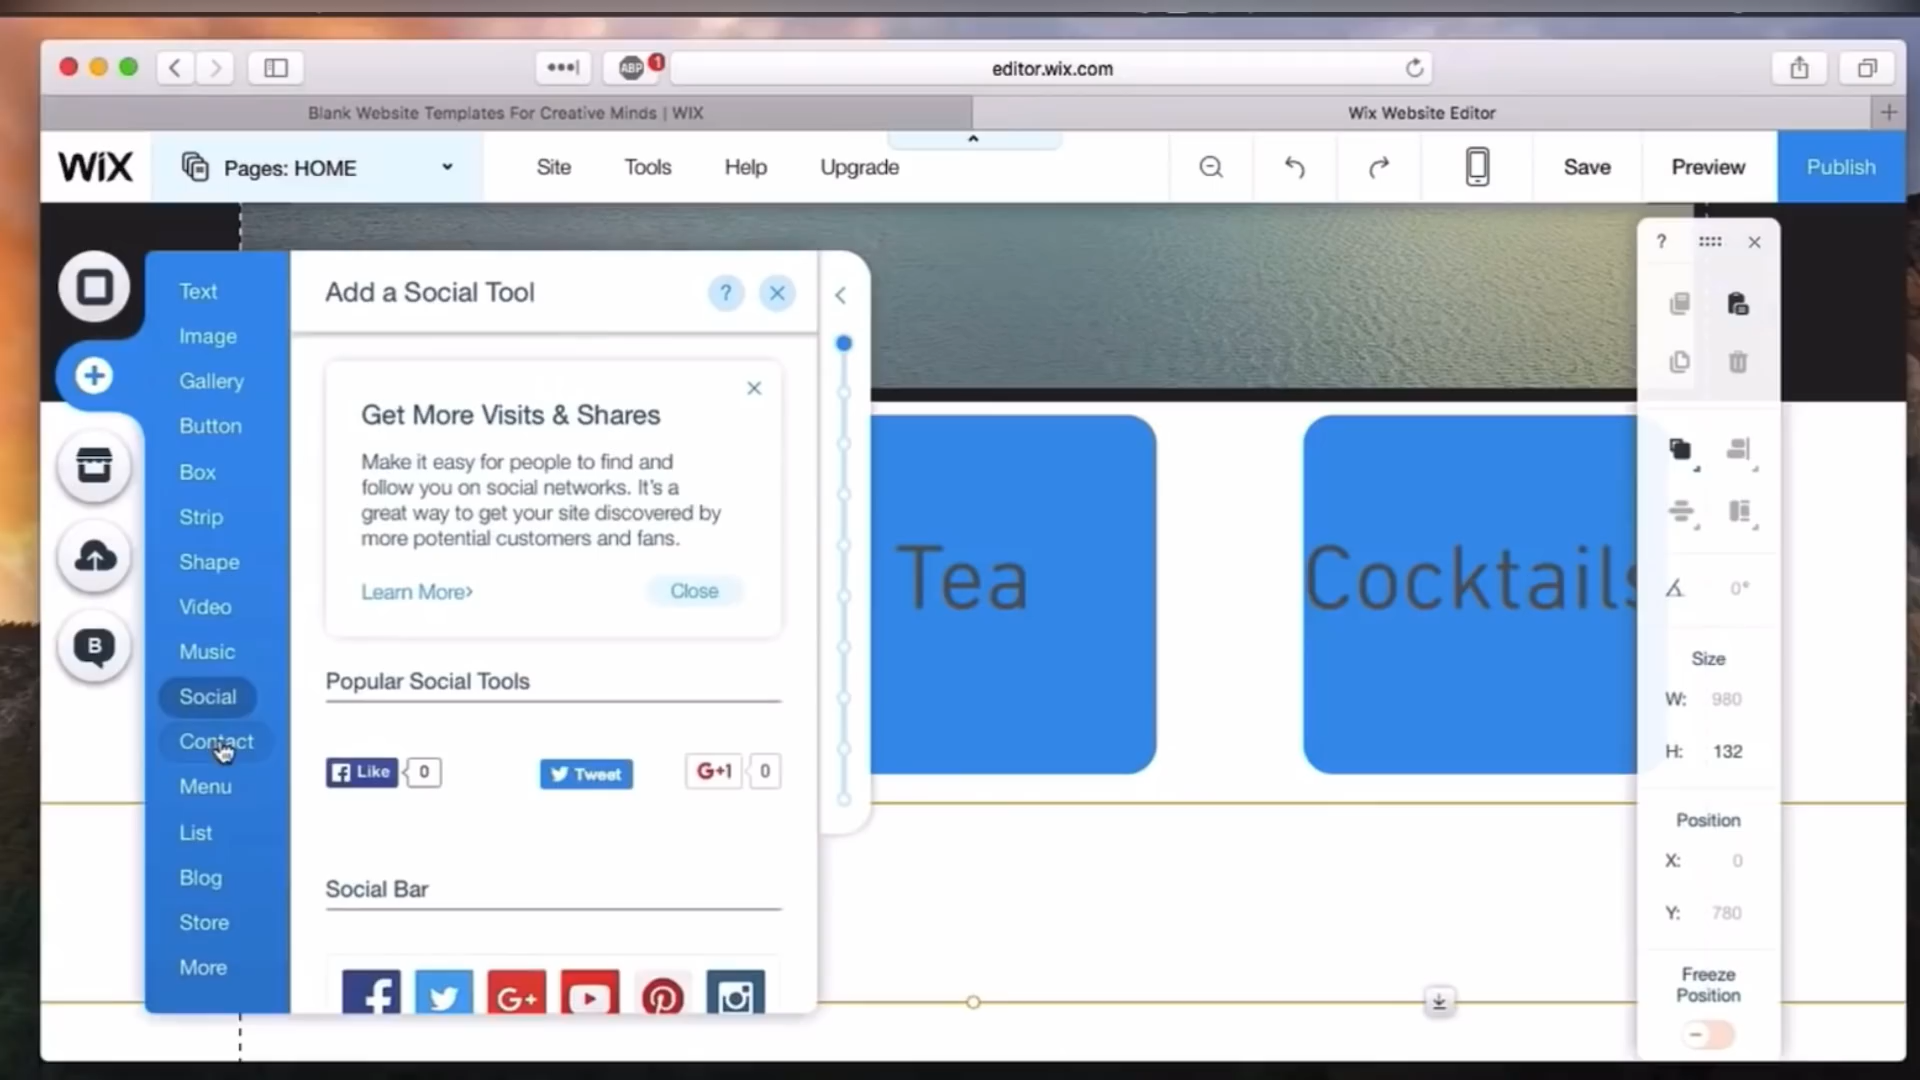 ABP
1
editor.wix.com
Blank Website Templates For Creative Minds | WIX
Wix Website Editor
WiX
Pages: HOME
Site
Tools
Help
Upgrade
Save
Preview
Publish
Text
Image
Gallery
Button
Box
Strip
Shape
Video
Music
Social
Contact
Menu
List
Blog
Store
More
B
Add a Social Tool
?
Get More Visits & Shares
Make it easy for people to find and
follow you on social networks. It's a
great way to get your site discovered by
more potential customers and fans.
Learn More>
Close
Popular Social Tools
Like
0
Tweet
G+1
0
Social Bar
G+
Tea
Cocktails
?
0°
Size
W: 980
H: 132
Position
X: 0
Y: 780
Freeze
Position